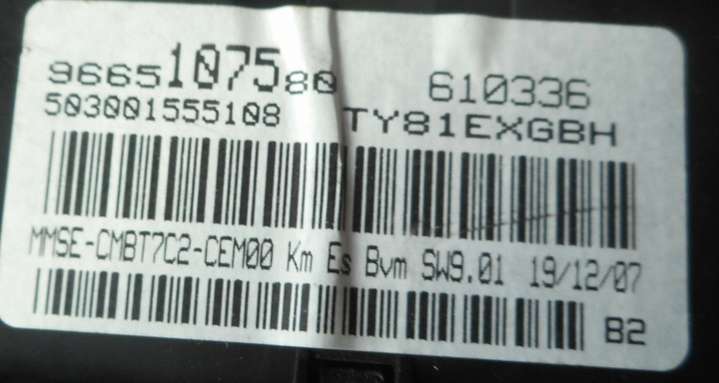 9665107580 610336
503001555108 TY81EXGBH
MMSE-CMBT7C2-CEM00 Km Es Bvm SW9.01 19/12/07
B2